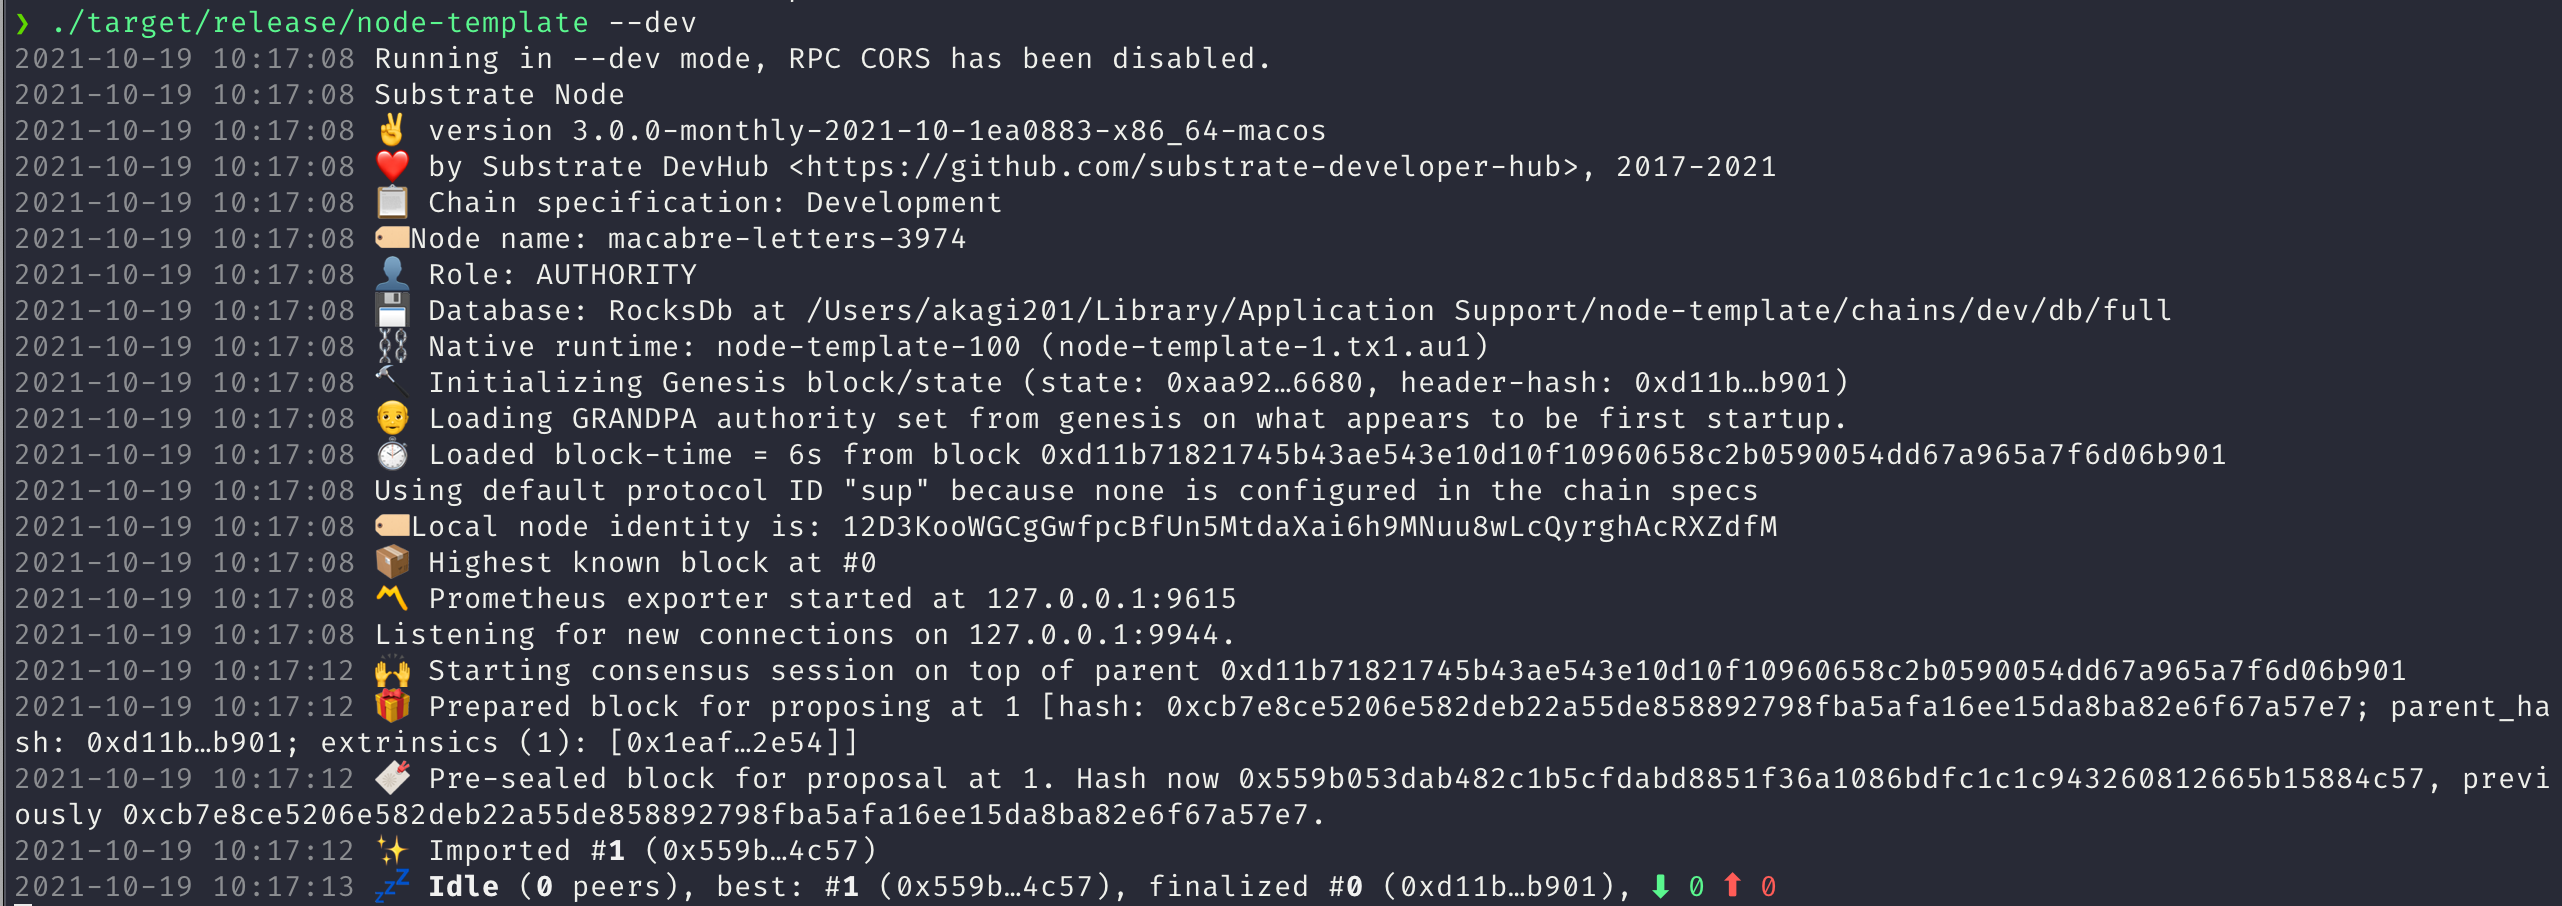 ❯ ./target/release/node-template --dev
2021-10-19 10:17:08 Running in --dev mode, RPC CORS has been disabled.
2021-10-19 10:17:08 Substrate Node
2021-10-19 10:17:08 ✌️ version 3.0.0-monthly-2021-10-1ea0883-x86_64-macos
2021-10-19 10:17:08 ❤️ by Substrate DevHub <https://github.com/substrate-developer-hub>, 2017-2021
2021-10-19 10:17:08 📋 Chain specification: Development
2021-10-19 10:17:08 🏷Node name: macabre-letters-3974
2021-10-19 10:17:08 👤 Role: AUTHORITY
2021-10-19 10:17:08 💾 Database: RocksDb at /Users/akagi201/Library/Application Support/node-template/chains/dev/db/full
2021-10-19 10:17:08 ⛓ Native runtime: node-template-100 (node-template-1.tx1.au1)
2021-10-19 10:17:08 🔨 Initializing Genesis block/state (state: 0xaa92…6680, header-hash: 0xd11b…b901)
2021-10-19 10:17:08 👴 Loading GRANDPA authority set from genesis on what appears to be first startup.
2021-10-19 10:17:08 ⏱ Loaded block-time = 6s from block 0xd11b71821745b43ae543e10d10f10960658c2b0590054dd67a965a7f6d06b901
2021-10-19 10:17:08 Using default protocol ID "sup" because none is configured in the chain specs
2021-10-19 10:17:08 🏷Local node identity is: 12D3KooWGCgGwfpcBfUn5MtdaXai6h9MNuu8wLcQyrghAcRXZdfM
2021-10-19 10:17:08 📦 Highest known block at #0
2021-10-19 10:17:08 〽️ Prometheus exporter started at 127.0.0.1:9615
2021-10-19 10:17:08 Listening for new connections on 127.0.0.1:9944.
2021-10-19 10:17:12 🙌 Starting consensus session on top of parent 0xd11b71821745b43ae543e10d10f10960658c2b0590054dd67a965a7f6d06b901
2021-10-19 10:17:12 🎁 Prepared block for proposing at 1 [hash: 0xcb7e8ce5206e582deb22a55de858892798fba5afa16ee15da8ba82e6f67a57e7; parent_ha
sh: 0xd11b…b901; extrinsics (1): [0x1eaf…2e54]]
2021-10-19 10:17:12 🔖 Pre-sealed block for proposal at 1. Hash now 0x559b053dab482c1b5cfdabd8851f36a1086bdfc1c1c943260812665b15884c57, previ
ously 0xcb7e8ce5206e582deb22a55de858892798fba5afa16ee15da8ba82e6f67a57e7.
2021-10-19 10:17:12 ✨ Imported #1 (0x559b…4c57)
2021-10-19 10:17:13 💤 Idle (0 peers), best: #1 (0x559b…4c57), finalized #0 (0xd11b…b901), ⬇ 0 ⬆ 0